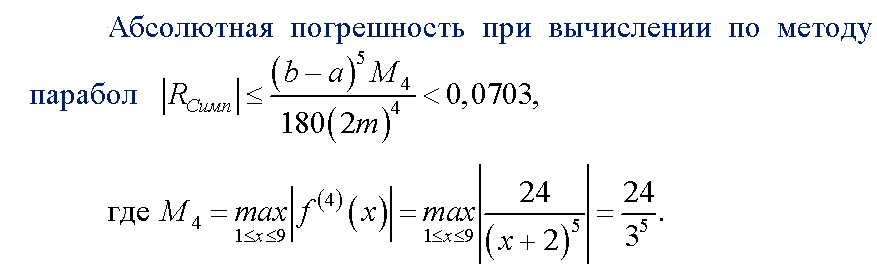 Абсолютная погрешность при вычислении по методу
парабол |R_Симп| ≤ (b − a)^5 M_4 / 180(2m)^4 < 0,0703,
где M_4 = max_{1≤x≤9} |f^(4)(x)| = max_{1≤x≤9} |24 / (x + 2)^5| = 24 / 3^5.